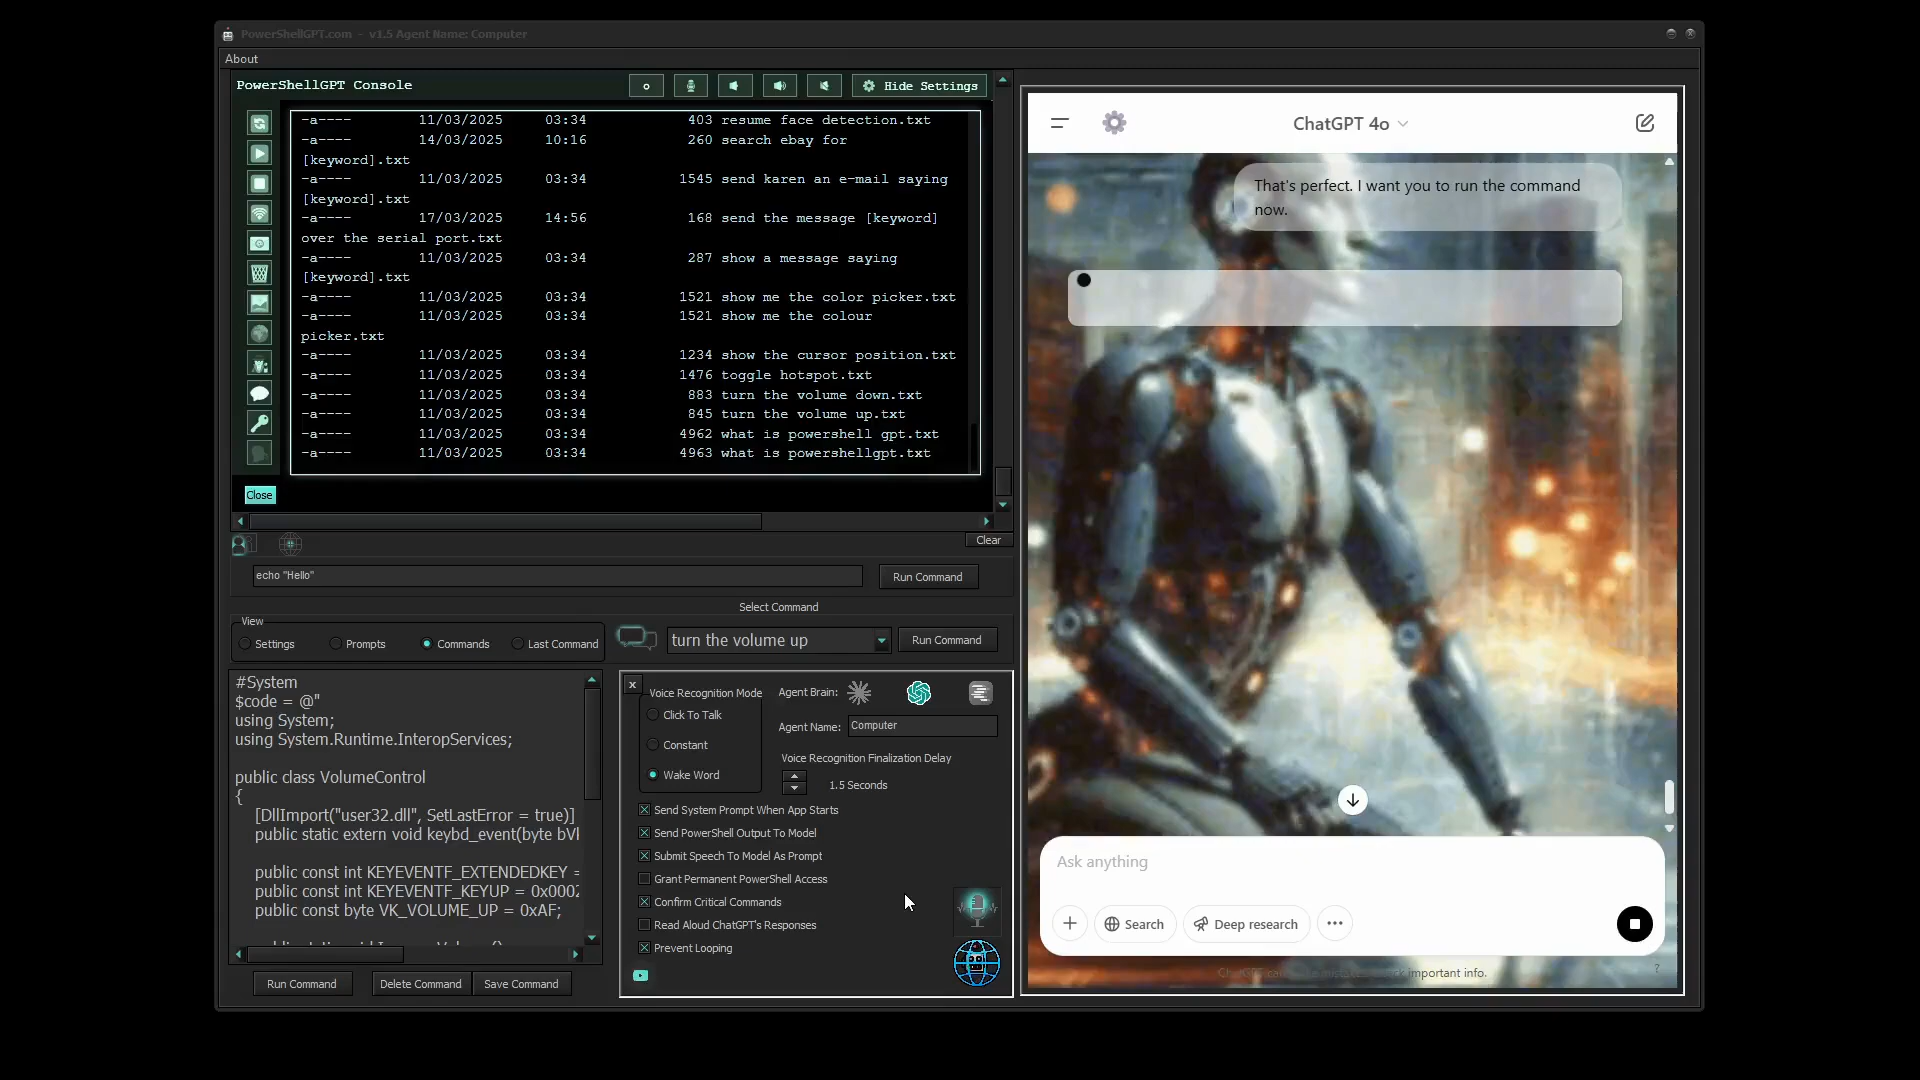 PowerShellGPT.com - v1.5 Agent Name: Computer
About
PowerShellGPT Console
Hide Settings
-a---- 11/03/2025 03:34 403 resume face detection.txt
-a---- 14/03/2025 10:16 260 search ebay for
[keyword].txt
-a---- 11/03/2025 03:34 1545 send karen an e-mail saying
[keyword].txt
-a---- 17/03/2025 14:56 168 send the message [keyword]
over the serial port.txt
-a---- 11/03/2025 03:34 287 show a message saying
[keyword].txt
-a---- 11/03/2025 03:34 1521 show me the color picker.txt
-a---- 11/03/2025 03:34 1521 show me the colour
picker.txt
-a---- 11/03/2025 03:34 1234 show the cursor position.txt
-a---- 11/03/2025 03:34 1476 toggle hotspot.txt
-a---- 11/03/2025 03:34 883 turn the volume down.txt
-a---- 11/03/2025 03:34 845 turn the volume up.txt
-a---- 11/03/2025 03:34 4962 what is powershell gpt.txt
-a---- 11/03/2025 03:34 4963 what is powershellgpt.txt
Close
Clear
echo "Hello"
Run Command
Select Command
View
Settings Prompts Commands Last Command
turn the volume up
Run Command
#System
$code = @"
using System;
using System.Runtime.InteropServices;
public class VolumeControl
{
[DllImport("user32.dll", SetLastError = true)]
public static extern void keybd_event(byte bV
public const int KEYEVENTF_EXTENDEDKEY =
public const int KEYEVENTF_KEYUP = 0x0002
public const byte VK_VOLUME_UP = 0xAF;
Run Command
Delete Command
Save Command
x
Voice Recognition Mode
Click To Talk
Constant
Wake Word
Agent Brain:
Agent Name: Computer
Voice Recognition Finalization Delay
1.5 Seconds
Send System Prompt When App Starts
Send PowerShell Output To Model
Submit Speech To Model As Prompt
Grant Permanent PowerShell Access
Confirm Critical Commands
Read Aloud ChatGPT's Responses
Prevent Looping
ChatGPT 4o
That's perfect. I want you to run the command
now.
Ask anything
Search
Deep research
ChatGPT can make mistakes. Check important info.
?